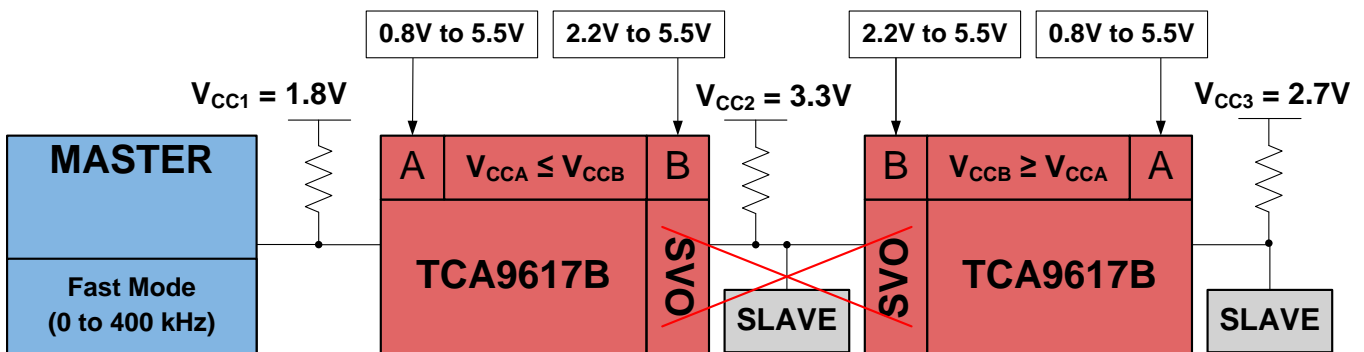 0.8V to 5.5V
2.2V to 5.5V
2.2V to 5.5V
0.8V to 5.5V
VCC1 = 1.8V
VCC2 = 3.3V
VCC3 = 2.7V
MASTER
A
VCCA ≤ VCCB
B
B
VCCB ≥ VCCA
A
Fast Mode
(0 to 400 kHz)
TCA9617B
SVO
SLAVE
SVO
TCA9617B
SLAVE